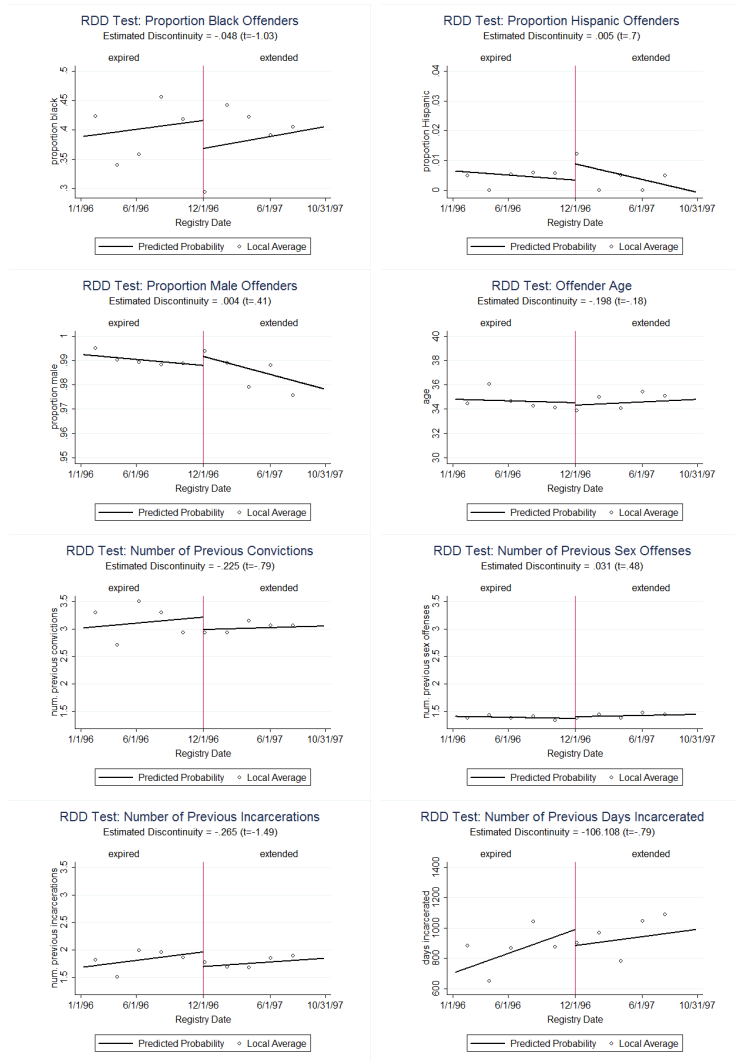 RDD Test: Proportion Black Offenders
Estimated Discontinuity = -.048 (t=-1.03)
expired extended
proportion black
.5
.45
.4
.35
.3
1/1/96 6/1/96 12/1/96 6/1/97 10/31/97
Registry Date
Predicted Probability Local Average
RDD Test: Proportion Hispanic Offenders
Estimated Discontinuity = .005 (t=.7)
expired extended
proportion Hispanic
.04
.03
.02
.01
0
1/1/96 6/1/96 12/1/96 6/1/97 10/31/97
Registry Date
Predicted Probability Local Average
RDD Test: Proportion Male Offenders
Estimated Discontinuity = .004 (t=.41)
expired extended
proportion male
1
.99
.98
.97
.96
.95
1/1/96 6/1/96 12/1/96 6/1/97 10/31/97
Registry Date
Predicted Probability Local Average
RDD Test: Offender Age
Estimated Discontinuity = -.198 (t=-.18)
expired extended
age
40
38
36
34
32
30
1/1/96 6/1/96 12/1/96 6/1/97 10/31/97
Registry Date
Predicted Probability Local Average
RDD Test: Number of Previous Convictions
Estimated Discontinuity = -.225 (t=-.79)
expired extended
num. previous convictions
3.5
3
2.5
2
1.5
1/1/96 6/1/96 12/1/96 6/1/97 10/31/97
Registry Date
Predicted Probability Local Average
RDD Test: Number of Previous Sex Offenses
Estimated Discontinuity = .031 (t=.48)
expired extended
num. previous sex offenses
3.5
3
2.5
2
1.5
1/1/96 6/1/96 12/1/96 6/1/97 10/31/97
Registry Date
Predicted Probability Local Average
RDD Test: Number of Previous Incarcerations
Estimated Discontinuity = -.265 (t=-1.49)
expired extended
num. previous incarcerations
3.5
3
2.5
2
1.5
1/1/96 6/1/96 12/1/96 6/1/97 10/31/97
Registry Date
Predicted Probability Local Average
RDD Test: Number of Previous Days Incarcerated
Estimated Discontinuity = -106.108 (t=-.79)
expired extended
days incarcerated
1400
1200
1000
800
600
1/1/96 6/1/96 12/1/96 6/1/97 10/31/97
Registry Date
Predicted Probability Local Average